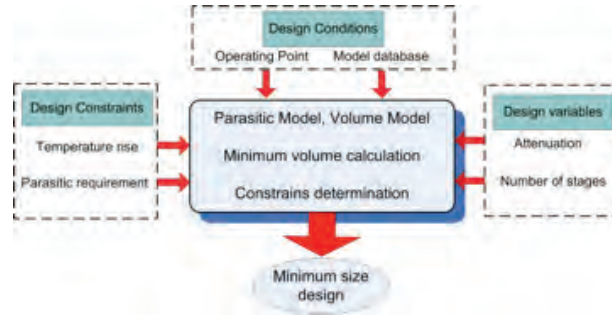 Design Conditions
Operating Point Model database
Design Constraints
Temperature rise
Parasitic requirement
Parasitic Model, Volume Model
Minimum volume calculation
Constrains determination
Design variables
Attenuation
Number of stages
Minimum size
design